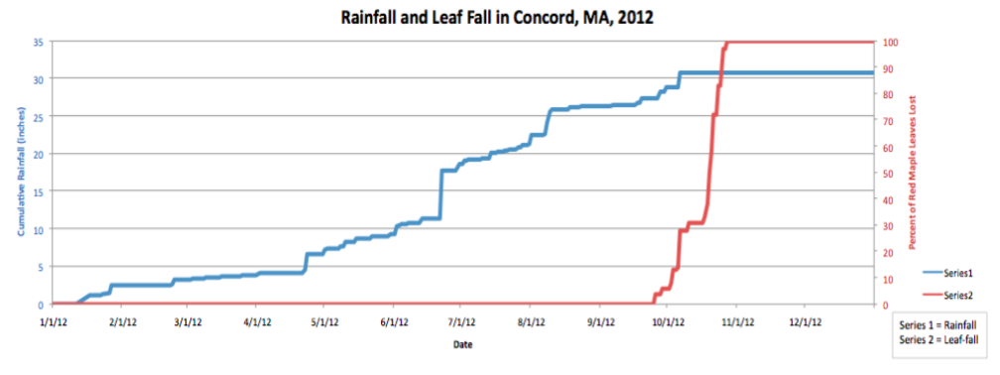 Rainfall and Leaf Fall in Concord, MA, 2012
Cumulative Rainfall (inches)
35
30
25
20
15
10
5
0
1/1/12 2/1/12 3/1/12 4/1/12 5/1/12 6/1/12 7/1/12 8/1/12 9/1/12 10/1/12 11/1/12 12/1/12
Date
100
90
80
70
60
50
40
30
20
10
0
Percent of Red Maple Leaves Lost
Series1
Series2
Series 1 = Rainfall
Series 2 = Leaf-fall